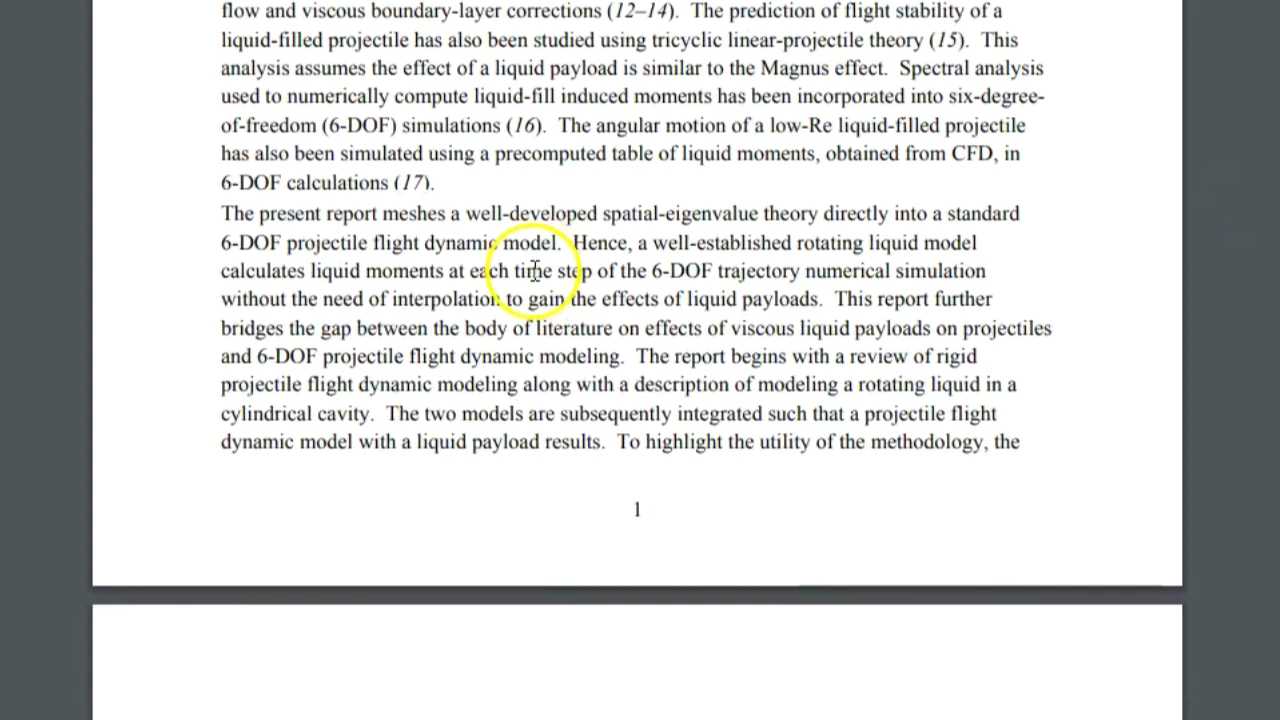 flow and viscous boundary-layer corrections (12–14).  The prediction of flight stability of a
liquid-filled projectile has also been studied using tricyclic linear-projectile theory (15).  This
analysis assumes the effect of a liquid payload is similar to the Magnus effect.  Spectral analysis
used to numerically compute liquid-fill induced moments has been incorporated into six-degree-
of-freedom (6-DOF) simulations (16).  The angular motion of a low-Re liquid-filled projectile
has also been simulated using a precomputed table of liquid moments, obtained from CFD, in
6-DOF calculations (17).
The present report meshes a well-developed spatial-eigenvalue theory directly into a standard
6-DOF projectile flight dynamic model.  Hence, a well-established rotating liquid model
calculates liquid moments at each time step of the 6-DOF trajectory numerical simulation
without the need of interpolation to gain the effects of liquid payloads.  This report further
bridges the gap between the body of literature on effects of viscous liquid payloads on projectiles
and 6-DOF projectile flight dynamic modeling.  The report begins with a review of rigid
projectile flight dynamic modeling along with a description of modeling a rotating liquid in a
cylindrical cavity.  The two models are subsequently integrated such that a projectile flight
dynamic model with a liquid payload results.  To highlight the utility of the methodology, the
1